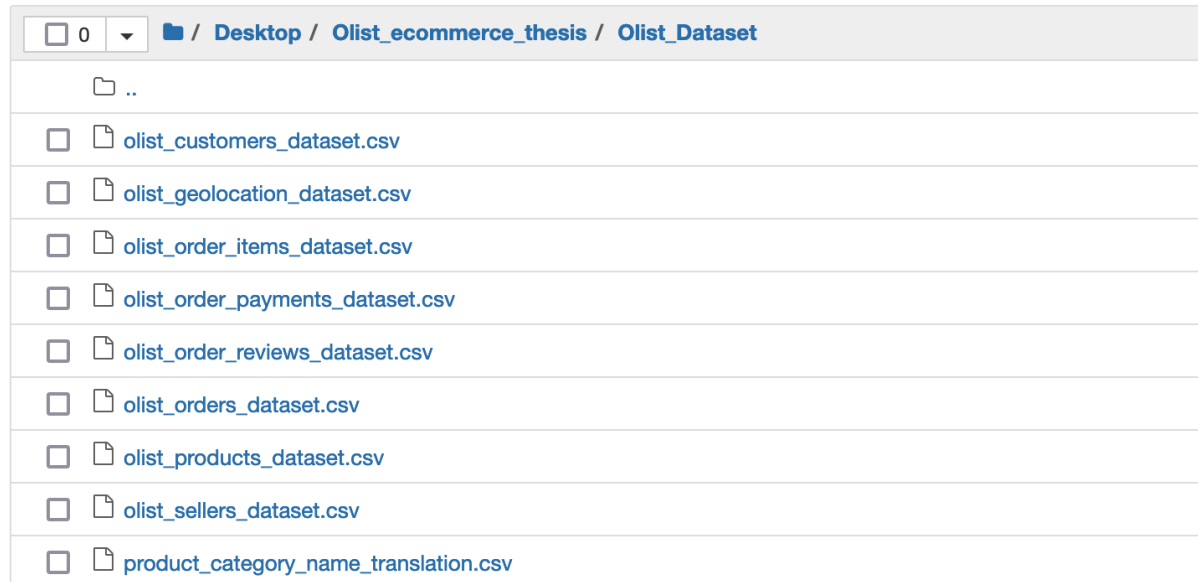 0 / Desktop / Olist_ecommerce_thesis / Olist_Dataset
..
olist_customers_dataset.csv
olist_geolocation_dataset.csv
olist_order_items_dataset.csv
olist_order_payments_dataset.csv
olist_order_reviews_dataset.csv
olist_orders_dataset.csv
olist_products_dataset.csv
olist_sellers_dataset.csv
product_category_name_translation.csv